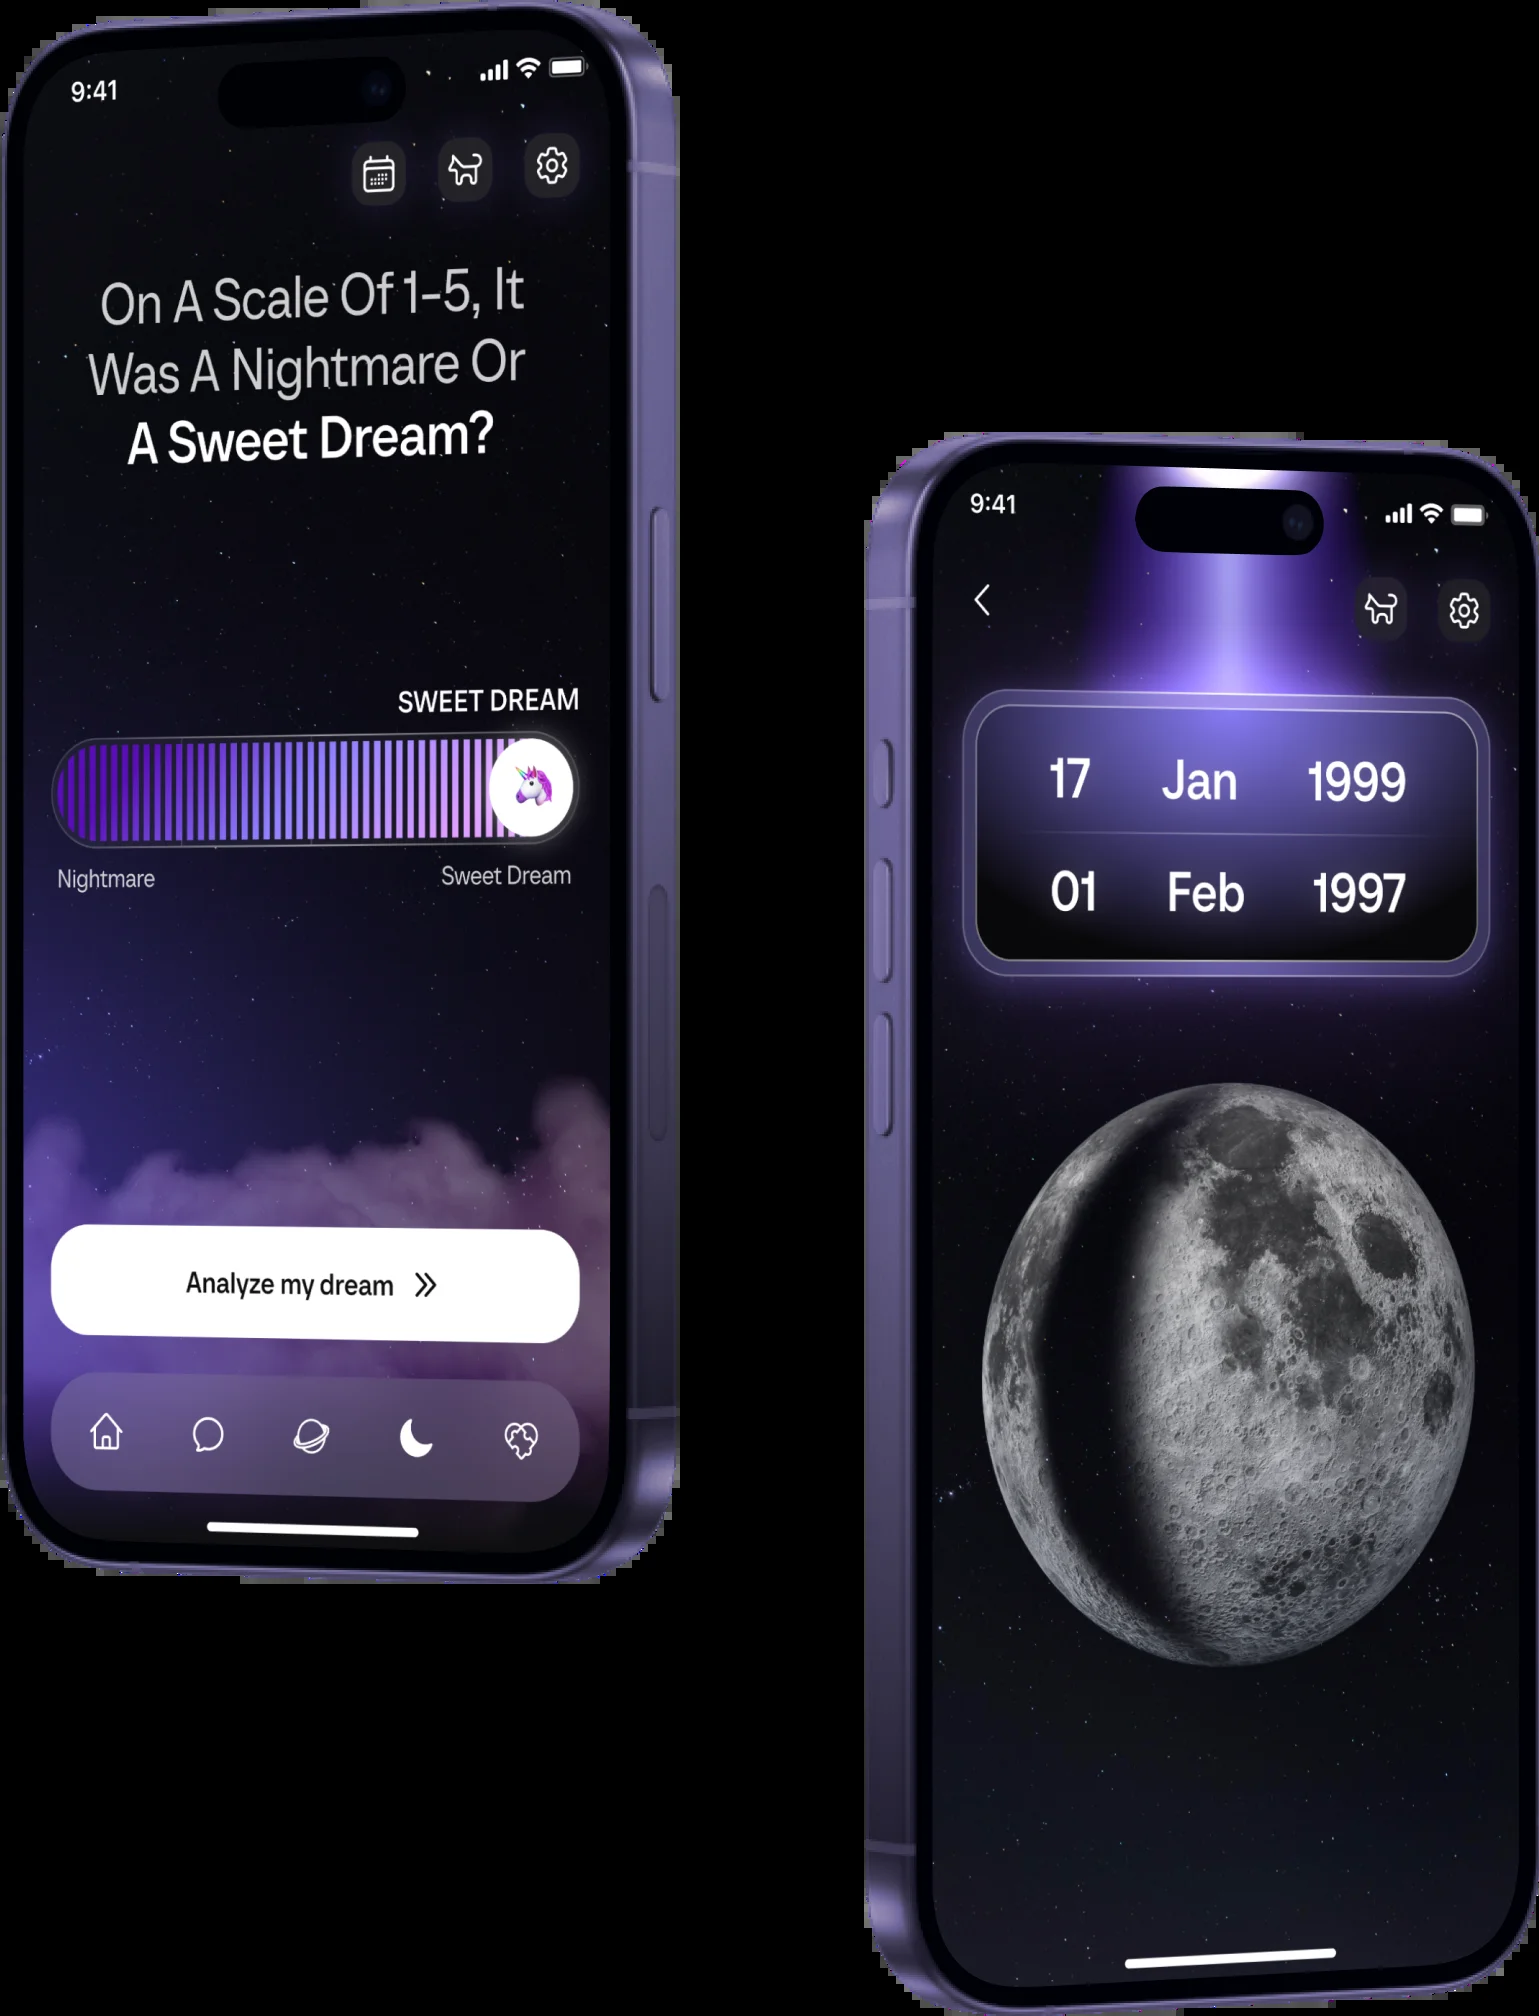 9:41
On A Scale Of 1-5, It
Was A Nightmare Or
A Sweet Dream?
SWEET DREAM
Nightmare Sweet Dream
Analyze my dream
9:41
17 Jan 1999
01 Feb 1997